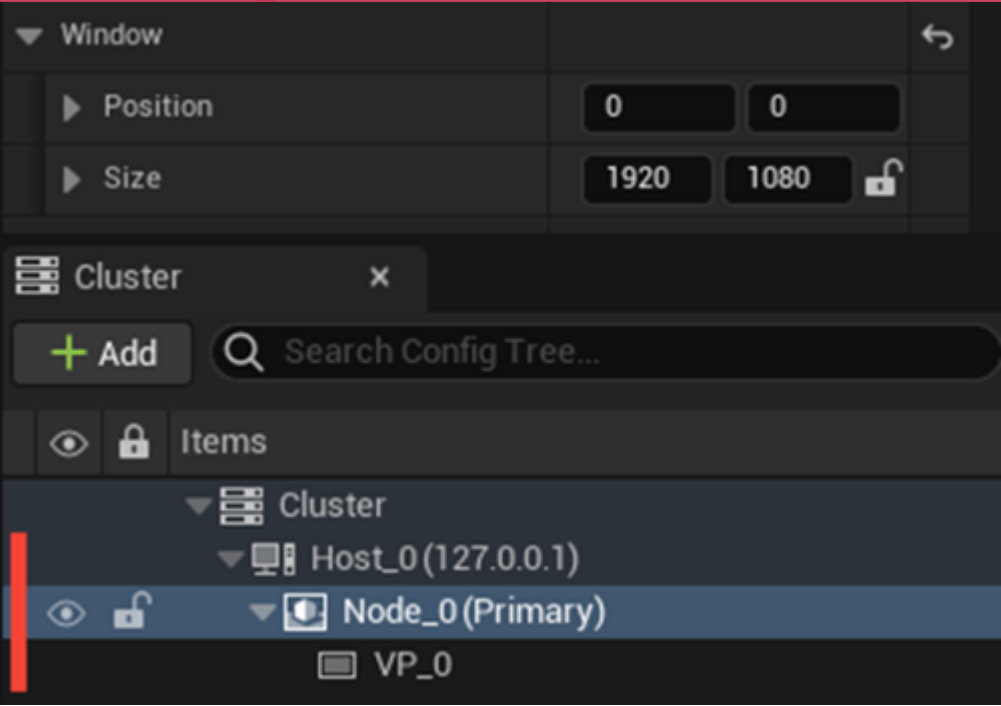 Window
Position 0 0
Size 1920 1080
Cluster ×
+ Add Search Config Tree...
Items
Cluster
Host_0 (127.0.0.1)
Node_0 (Primary)
VP_0